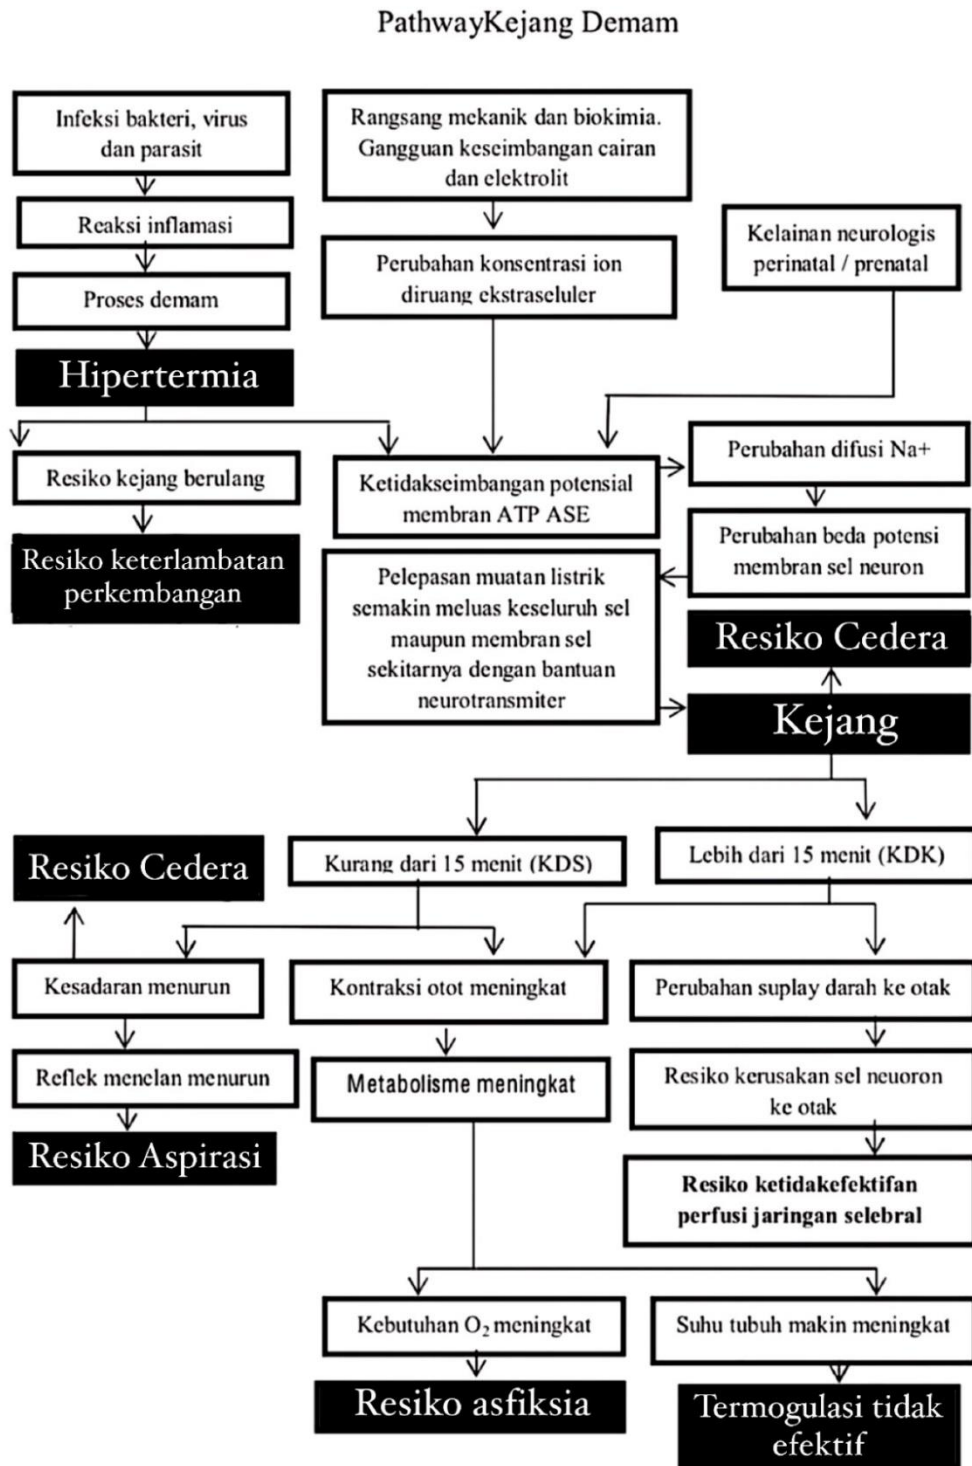 PathwayKejang Demam
Infeksi bakteri, virus
dan parasit
Reaksi inflamasi
Proses demam
Hipertermia
Resiko kejang berulang
Resiko keterlambatan
perkembangan
Rangsang mekanik dan biokimia.
Gangguan keseimbangan cairan
dan elektrolit
Perubahan konsentrasi ion
diruang ekstraseluler
Kelainan neurologis
perinatal / prenatal
Ketidakseimbangan potensial
membran ATP ASE
Perubahan difusi Na+
Perubahan beda potensi
membran sel neuron
Pelepasan muatan listrik
semakin meluas keseluruh sel
maupun membran sel
sekitarnya dengan bantuan
neurotransmiter
Resiko Cedera
Kejang
Kurang dari 15 menit (KDS)
Lebih dari 15 menit (KDK)
Resiko Cedera
Kesadaran menurun
Reflek menelan menurun
Resiko Aspirasi
Kontraksi otot meningkat
Metabolisme meningkat
Perubahan suplay darah ke otak
Resiko kerusakan sel neuoron
ke otak
Resiko ketidakefektifan
perfusi jaringan selebral
Kebutuhan O₂ meningkat
Resiko asfiksia
Suhu tubuh makin meningkat
Termogulasi tidak
efektif